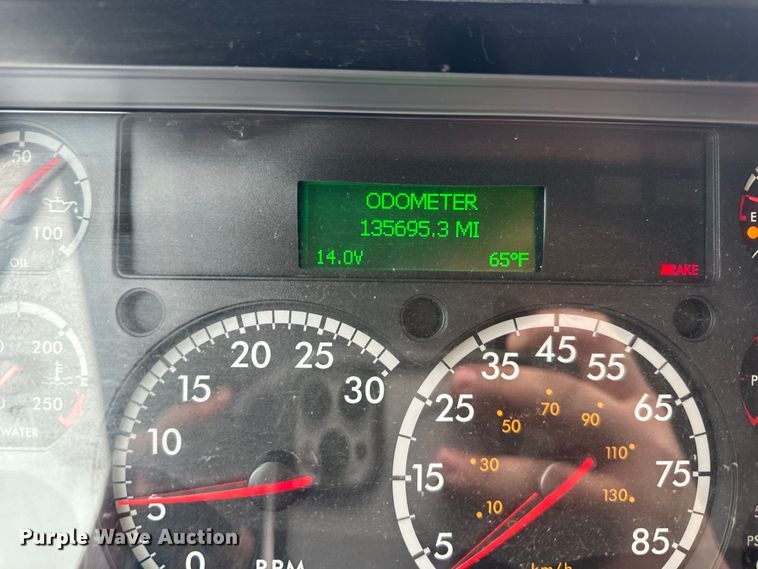 ODOMETER
135695.3 MI
14.0V 65°F
BRAKE
50
100
OIL
200
250
WATER
0
5
10
15
20
25
30
RPM
5
15
25
35
45
55
65
75
85
10
30
50
70
90
110
130
km/h
E
Purple Wave Auction